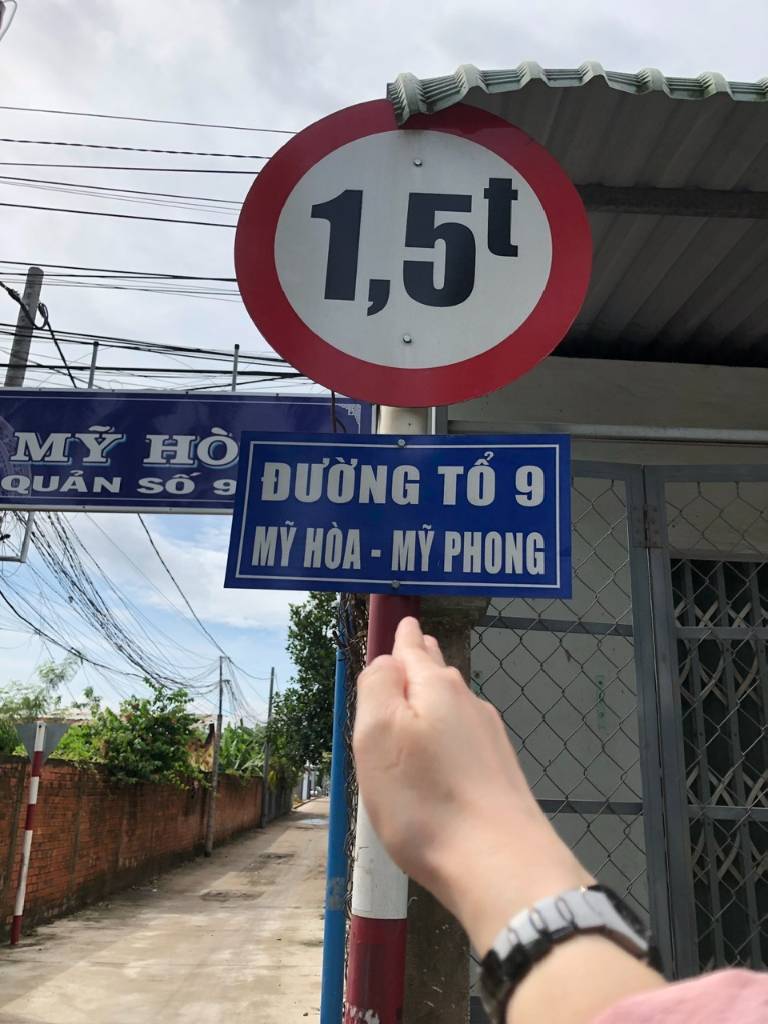 1,5t
MỸ HÒ
QUẢN SỐ 9
ĐƯỜNG TỔ 9
MỸ HÒA - MỸ PHONG